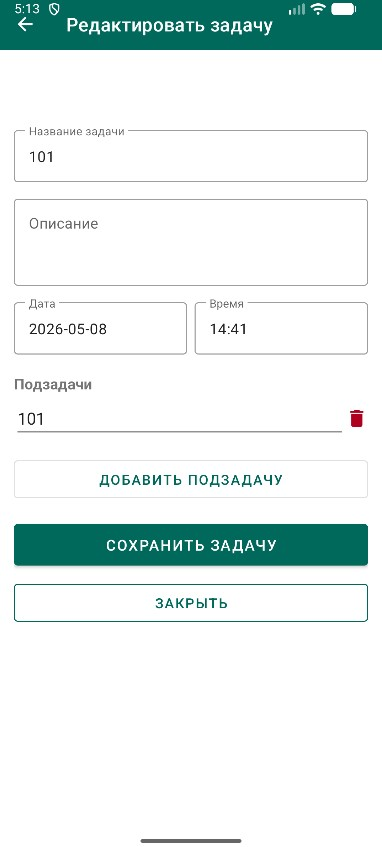 5:13
Редактировать задачу
Название задачи
101
Описание
Дата
2026-05-08
Время
14:41
Подзадачи
101
ДОБАВИТЬ ПОДЗАДАЧУ
СОХРАНИТЬ ЗАДАЧУ
ЗАКРЫТЬ